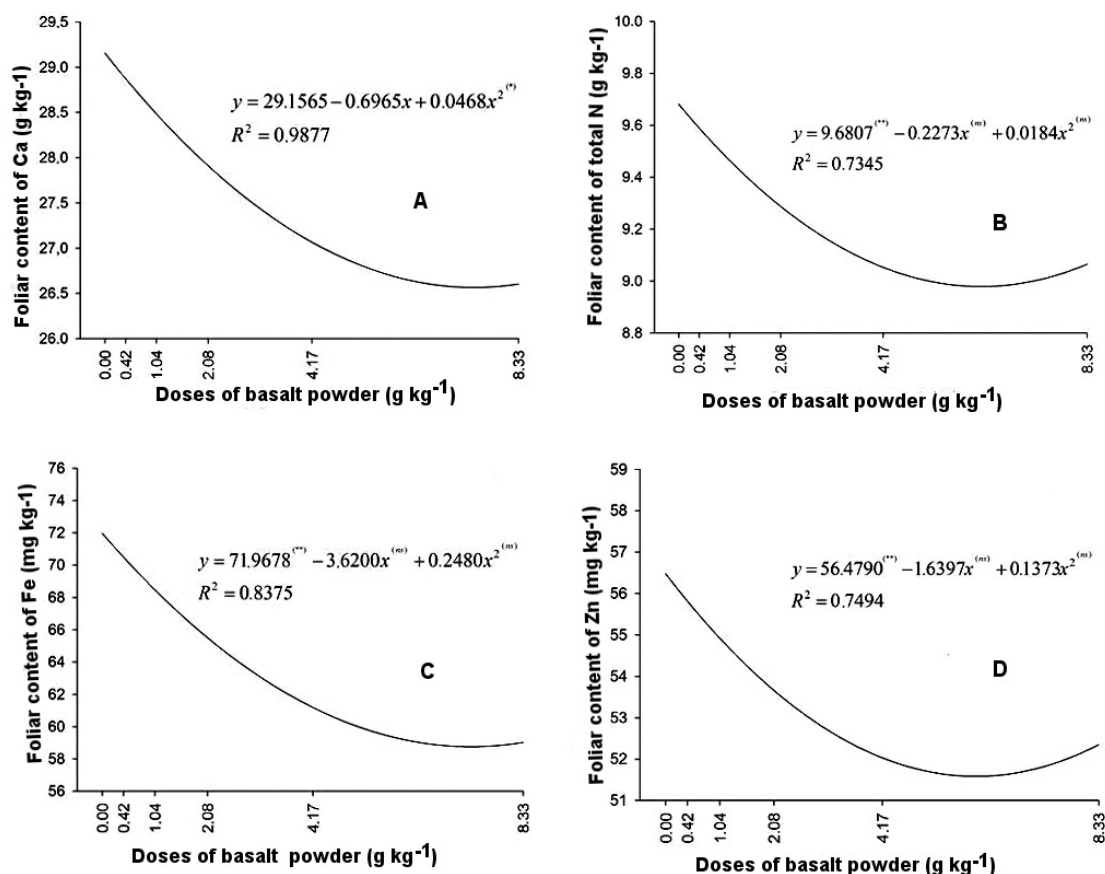 Foliar content of Ca (g kg-1)
29.5
29.0
28.5
28.0
27.5
27.0
26.5
26.0
y = 29.1565 − 0.6965x + 0.0468x² (*)
R² = 0.9877
A
0.00
0.42
1.04
2.08
4.17
8.33
Doses of basalt powder (g kg⁻¹)
Foliar content of total N (g kg-1)
10.0
9.8
9.6
9.4
9.2
9.0
8.8
y = 9.6807(**) − 0.2273x(ns) + 0.0184x²(ns)
R² = 0.7345
B
0.00
0.42
1.04
2.08
4.17
8.33
Doses of basalt powder (g kg⁻¹)
Foliar content of Fe (mg kg-1)
76
74
72
70
68
66
64
62
60
58
56
y = 71.9678(**) − 3.6200x(ns) + 0.2480x²(ns)
R² = 0.8375
C
0.00
0.42
1.04
2.08
4.17
8.33
Doses of basalt powder (g kg⁻¹)
Foliar content of Zn (mg kg-1)
59
58
57
56
55
54
53
52
51
y = 56.4790(**) − 1.6397x(ns) + 0.1373x²(ns)
R² = 0.7494
D
0.00
0.42
1.04
2.08
4.17
8.33
Doses of basalt powder (g kg⁻¹)